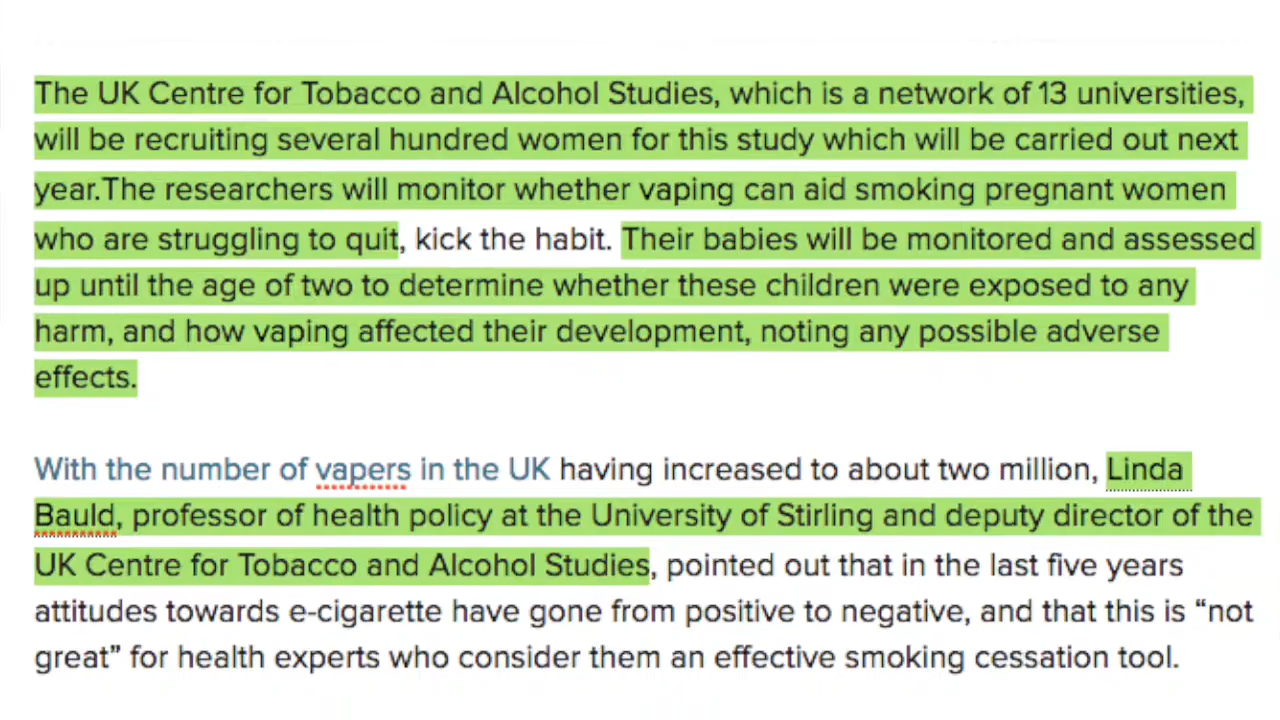 The UK Centre for Tobacco and Alcohol Studies, which is a network of 13 universities,
will be recruiting several hundred women for this study which will be carried out next
year.The researchers will monitor whether vaping can aid smoking pregnant women
who are struggling to quit, kick the habit. Their babies will be monitored and assessed
up until the age of two to determine whether these children were exposed to any
harm, and how vaping affected their development, noting any possible adverse
effects.
With the number of vapers in the UK having increased to about two million, Linda
Bauld, professor of health policy at the University of Stirling and deputy director of the
UK Centre for Tobacco and Alcohol Studies, pointed out that in the last five years
attitudes towards e-cigarette have gone from positive to negative, and that this is “not
great” for health experts who consider them an effective smoking cessation tool.